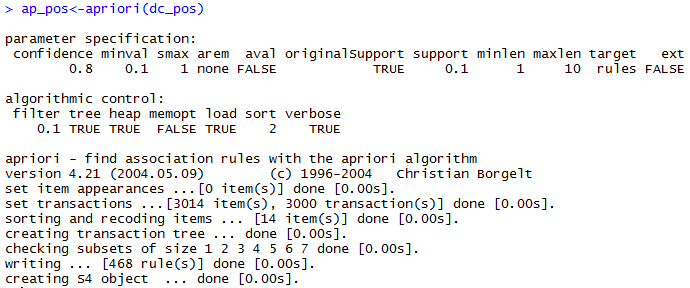 > ap_pos<-apriori(dc_pos)
parameter specification:
confidence minval smax arem aval originalSupport support minlen maxlen target ext
0.8 0.1 1 none FALSE TRUE 0.1 1 10 rules FALSE
algorithmic control:
filter tree heap memopt load sort verbose
0.1 TRUE TRUE FALSE TRUE 2 TRUE
apriori - find association rules with the apriori algorithm
version 4.21 (2004.05.09) (c) 1996-2004 Christian Borgelt
set item appearances ...[0 item(s)] done [0.00s].
set transactions ...[3014 item(s), 3000 transaction(s)] done [0.00s].
sorting and recoding items ... [14 item(s)] done [0.00s].
creating transaction tree ... done [0.00s].
checking subsets of size 1 2 3 4 5 6 7 done [0.00s].
writing ... [468 rule(s)] done [0.00s].
creating S4 object ... done [0.00s].